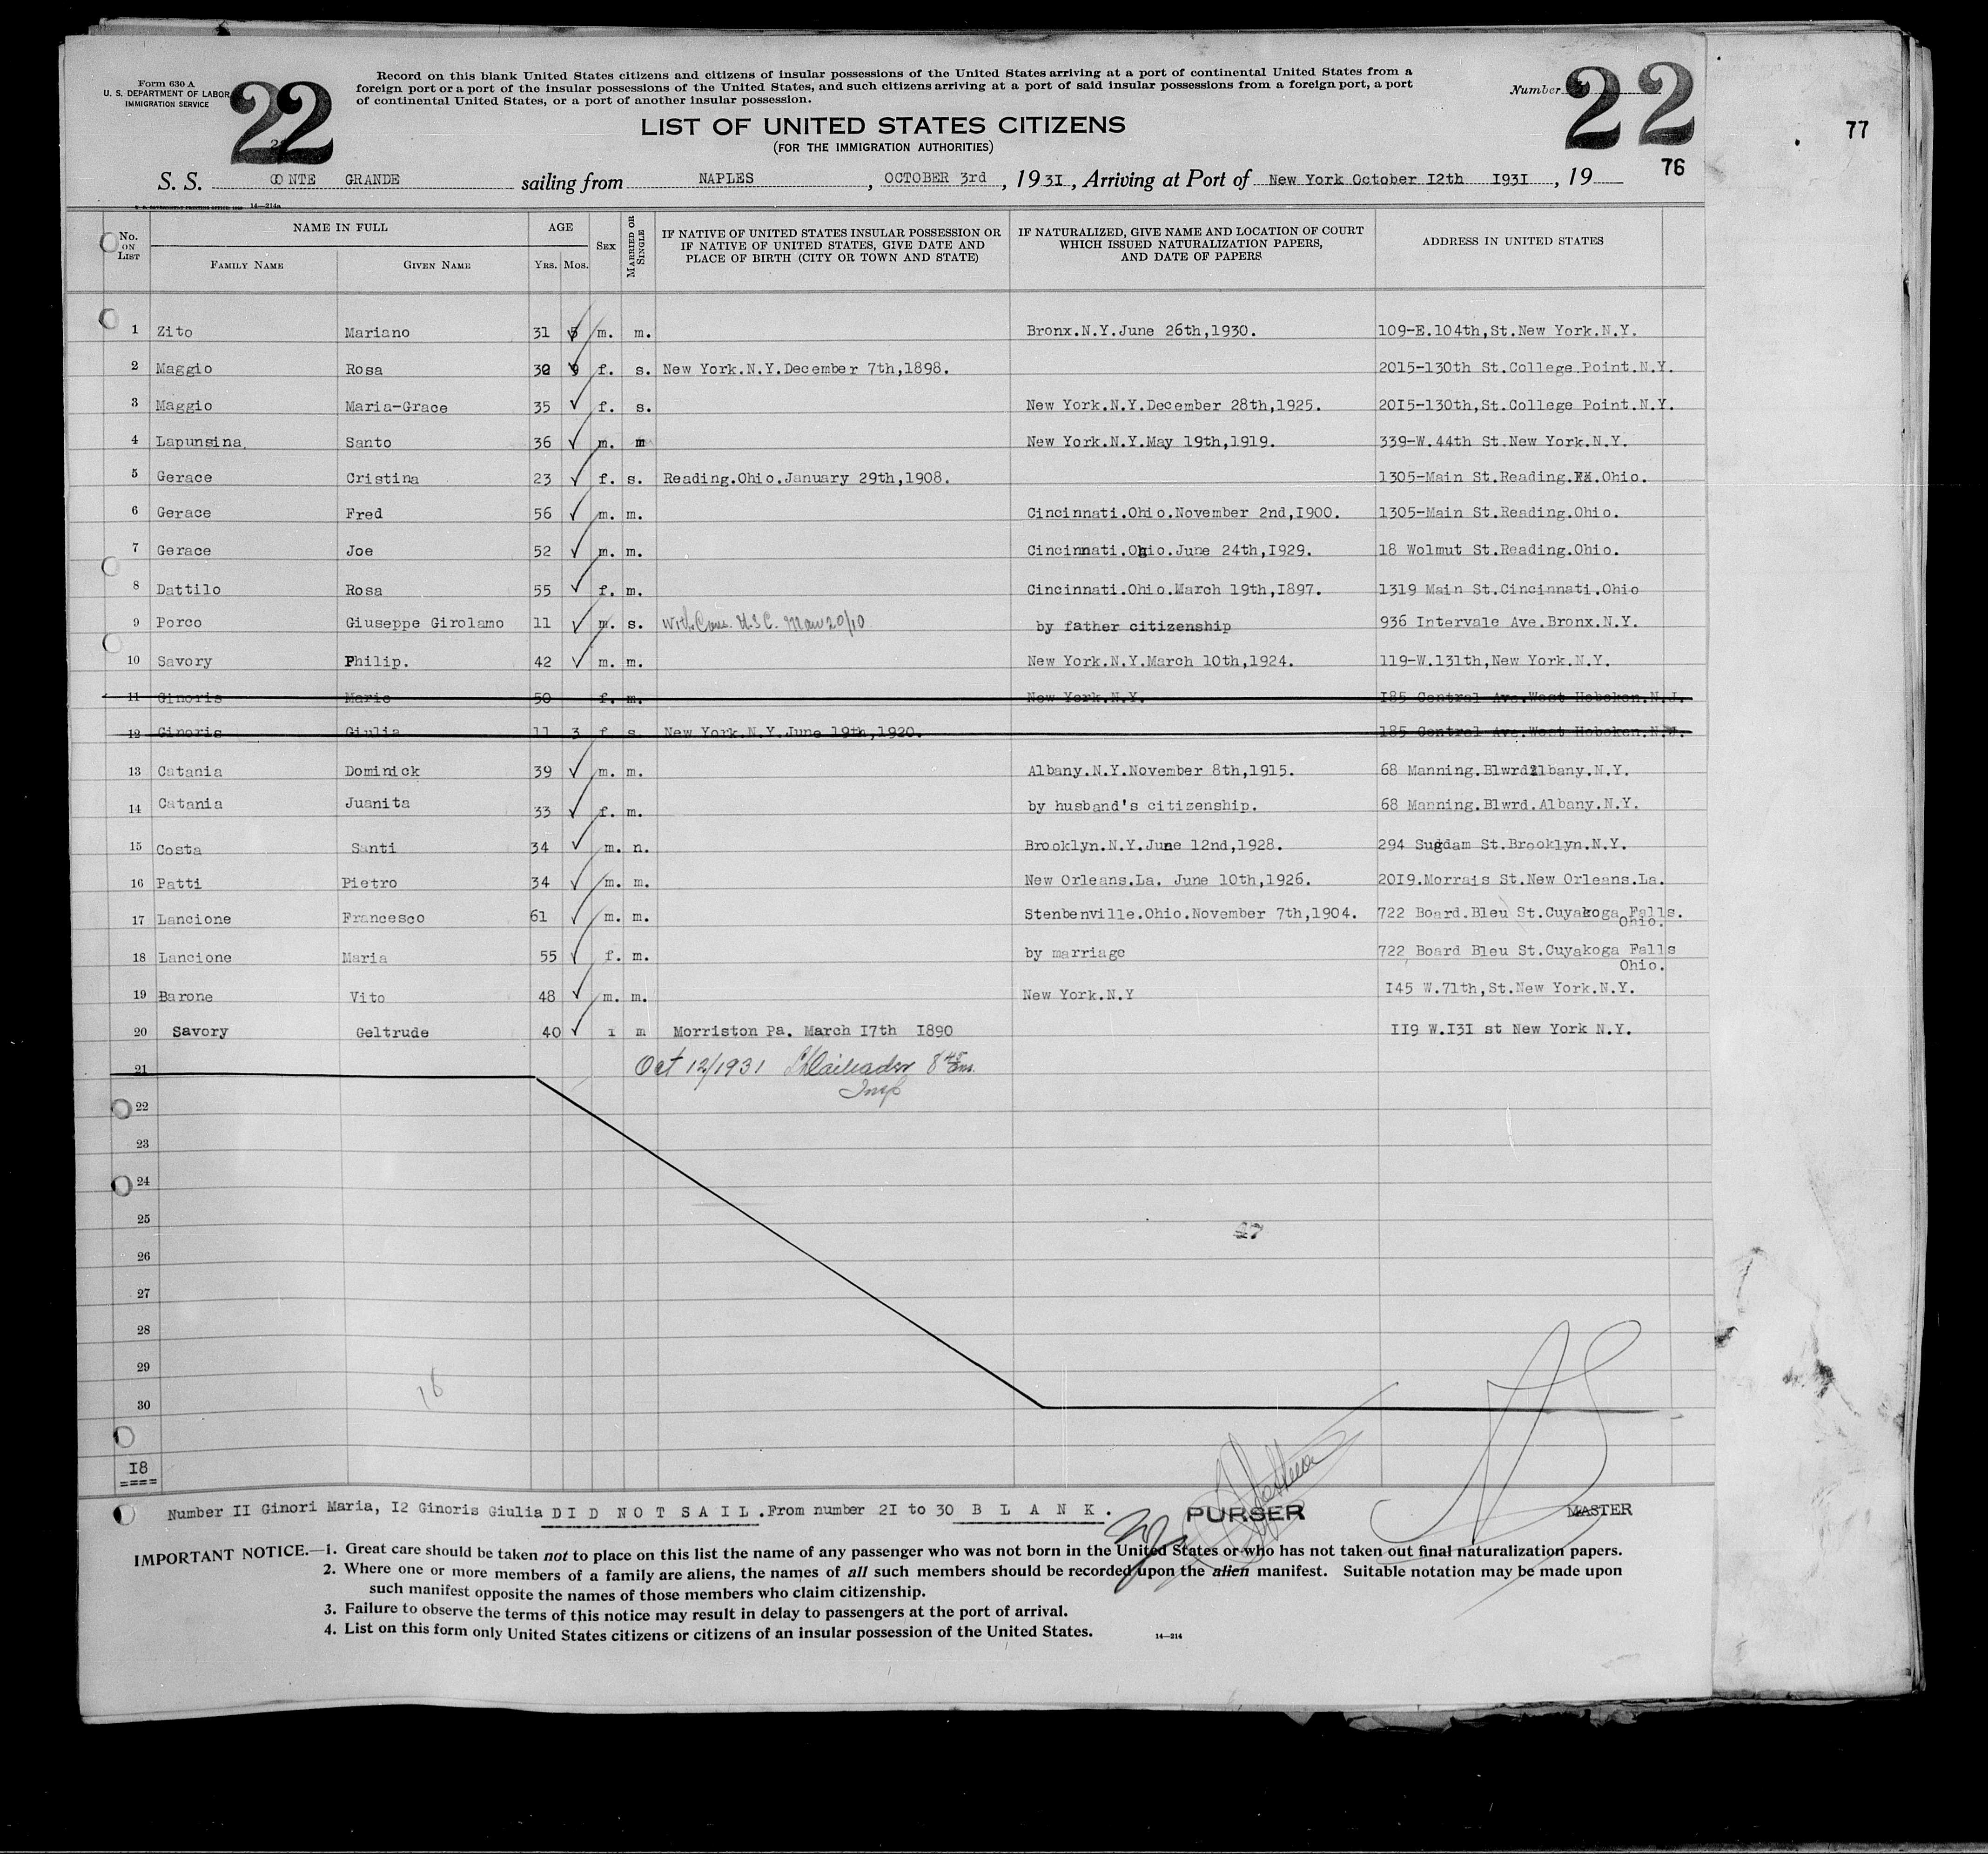 Form 630 A
U. S. DEPARTMENT OF LABOR
IMMIGRATION SERVICE
22
Record on this blank United States citizens and citizens of insular possessions of the United States arriving at a port of continental United States from a
foreign port or a port of the insular possessions of the United States, and such citizens arriving at a port of said insular possessions from a foreign port, a port
of continental United States, or a port of another insular possession.
Number 22
77
LIST OF UNITED STATES CITIZENS
(FOR THE IMMIGRATION AUTHORITIES)
76
S. S. CONTE GRANDE sailing from NAPLES, OCTOBER 3rd, 1931, Arriving at Port of New York October I2th I931, 19
14—214a
No. ON LIST NAME IN FULL AGE SEX MARRIED OR SINGLE IF NATIVE OF UNITED STATES INSULAR POSSESSION OR IF NATIVE OF UNITED STATES, GIVE DATE AND PLACE OF BIRTH (CITY OR TOWN AND STATE) IF NATURALIZED, GIVE NAME AND LOCATION OF COURT WHICH ISSUED NATURALIZATION PAPERS, AND DATE OF PAPERS ADDRESS IN UNITED STATES
FAMILY NAME GIVEN NAME YRS. MOS.
1 Zito Mariano 31 m. m. Bronx.N.Y.June 26th,1930. 109-E.104th,St.New York.N.Y.
2 Maggio Rosa f. s. New York.N.Y.December 7th,1898. 2015-130th St.College Point.N.Y.
3 Maggio Maria-Grace 35 f. s. New York.N.Y.December 28th,1925. 20I5-130th,St.College Point.N.Y.
4 Lapunsina. Santo 36 m. m New York.N.Y.May 19th,1919. 339-W.44th St.New York.N.Y.
5 Gerace Cristina 23 f. s. Reading.Ohio.January 29th,1908. 1305-Main St.Reading. .Ohio.
6 Gerace Fred 56 m. m. Cincinnati.Ohio.November 2nd,I900. 1305-Main St.Reading.Ohio.
7 Gerace Joe 52 m. m. Cincinnati.Ohio.June 24th,I929. 18 Wolmut St.Reading.Ohio.
8 Dattilo Rosa 55 f. m. Cincinnati.Ohio.March 19th,I897. 1319 Main St.Cincinnati.Ohio
9 Porco Giuseppe Girolamo 11 m. s. by father citizenship 936 Intervale Ave.Bronx.N.Y.
10 Savory Philip. 42 m. m. New York.N.Y.March 10th,1924. 119-W.131th,New York.N.Y.
11 Ginoris Marie 50 f. m. New York.N.Y. I85 Central Ave.West Hoboken.N.J.
12 Ginoris Giulia 11 3 f s. New York.N.Y.June 19th,1920. 185 Central Ave.West Hoboken.N.J.
13 Catania Dominick 39 m. m. Albany.N.Y.November 8th,1915. 68 Manning.Blwrd Albany.N.Y.
14 Catania Juanita 33 f. m. by husband's citizenship. 68 Manning.Blwrd.Albany.N.Y.
15 Costa Santi 34 m. n. Brooklyn.N.Y.June 12nd,1928. 294 Sugdam St.Brooklyn.N.Y.
16 Patti Pietro 34 m. m. New Orleans.La. June 10th,1926. 20I9.Morrais St.New Orleans.La.
17 Lancione Francesco 61 m. m. Stenbenville.Ohio.November 7th,1904. 722 Board.Bleu St.Cuyakoga Falls.
Ohio.
18 Lancione Maria 55 f. m. by marriage 722 Board Bleu St.Cuyakoga Falls
Ohio.
19 Barone Vito 48 m. m. New York.N.Y I45 W.71th,St.New York.N.Y.
20 Savory Geltrude 40 m Morriston Pa. March I7th I890 II9 W.I3I st New York N.Y.
21 Oct 12/1931
Insp
22
23
24
25
26
27
28
29
30
18
I8
Number II Ginori Maria, I2 Ginoris Giulia D I D N O T S A I L .From number 2I to 30 B L A N K .
PURSER
MASTER
IMPORTANT NOTICE.—1. Great care should be taken not to place on this list the name of any passenger who was not born in the United States or who has not taken out final naturalization papers.
2. Where one or more members of a family are aliens, the names of all such members should be recorded upon the alien manifest. Suitable notation may be made upon
such manifest opposite the names of those members who claim citizenship.
3. Failure to observe the terms of this notice may result in delay to passengers at the port of arrival.
4. List on this form only United States citizens or citizens of an insular possession of the United States. 14—214